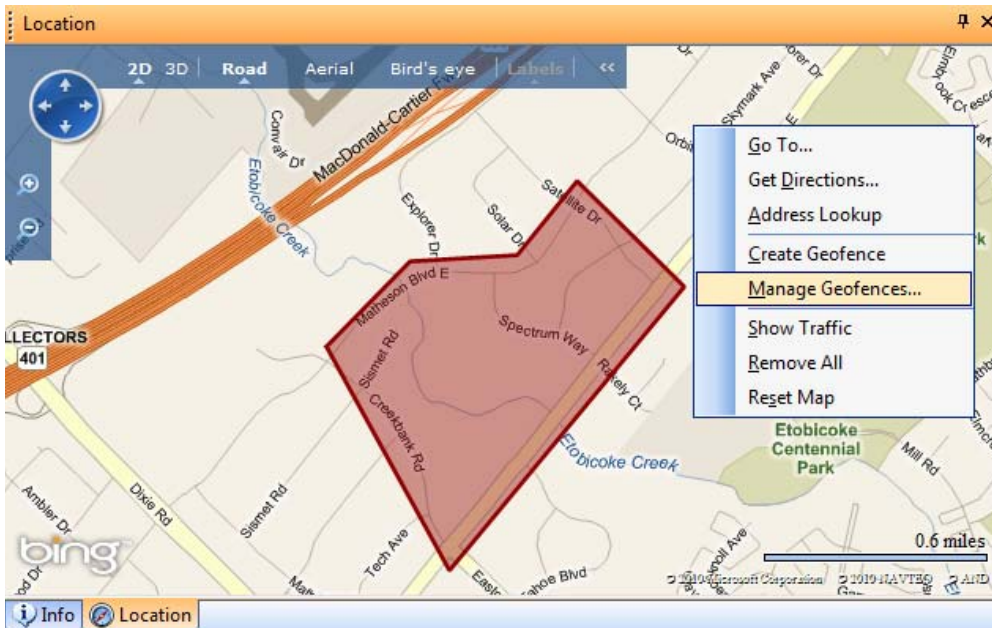 Location
2D 3D | Road Aerial Bird's eye | Labels | <<
MacDonald-Cartier
Convair Dr
Etobicoke Creek
Explorer Dr
Solar Dr
Satellite Dr
Skymark Ave
Matheson Blvd E
Sismet Rd
Creekbank Rd
Spectrum Way
Rakely Ct
Etobicoke Creek
LLECTORS
401
Go To...
Get Directions...
Address Lookup
Create Geofence
Manage Geofences...
Show Traffic
Remove All
Reset Map
Etobicoke
Centennial
Park
Mill Rd
Ambler Dr
Dixie Rd
Sismet Rd
Tech Ave
bing
0.6 miles
© 2010 Microsoft Corporation © 2010 NAVTEQ © AND
Info Location